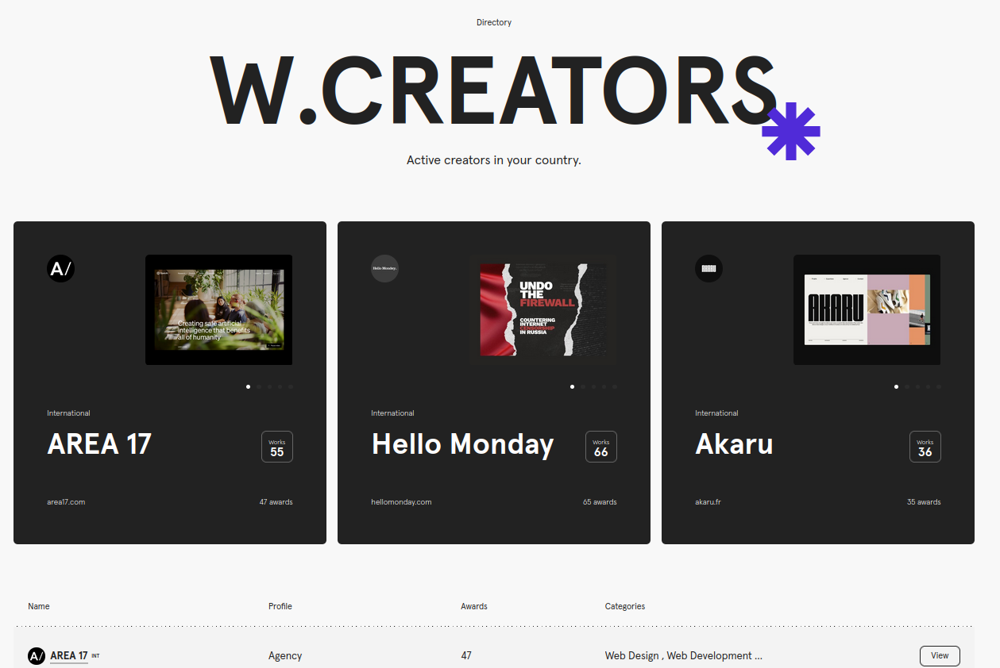 Directory
W.CREATORS
Active creators in your country.
A/
Creating safe artificial
intelligence that benefits
all of humanity
International
AREA 17
Works
55
area17.com
47 awards
Hello Monday.
UNDO
THE
FIREWALL
COUNTERING
INTERNET
CENSORSHIP
IN RUSSIA
International
Hello Monday
Works
66
hellomonday.com
65 awards
AKARU
AKARU
International
Akaru
Works
36
akaru.fr
35 awards
Name Profile Awards Categories
A/ AREA 17 INT Agency 47 Web Design , Web Development ... View